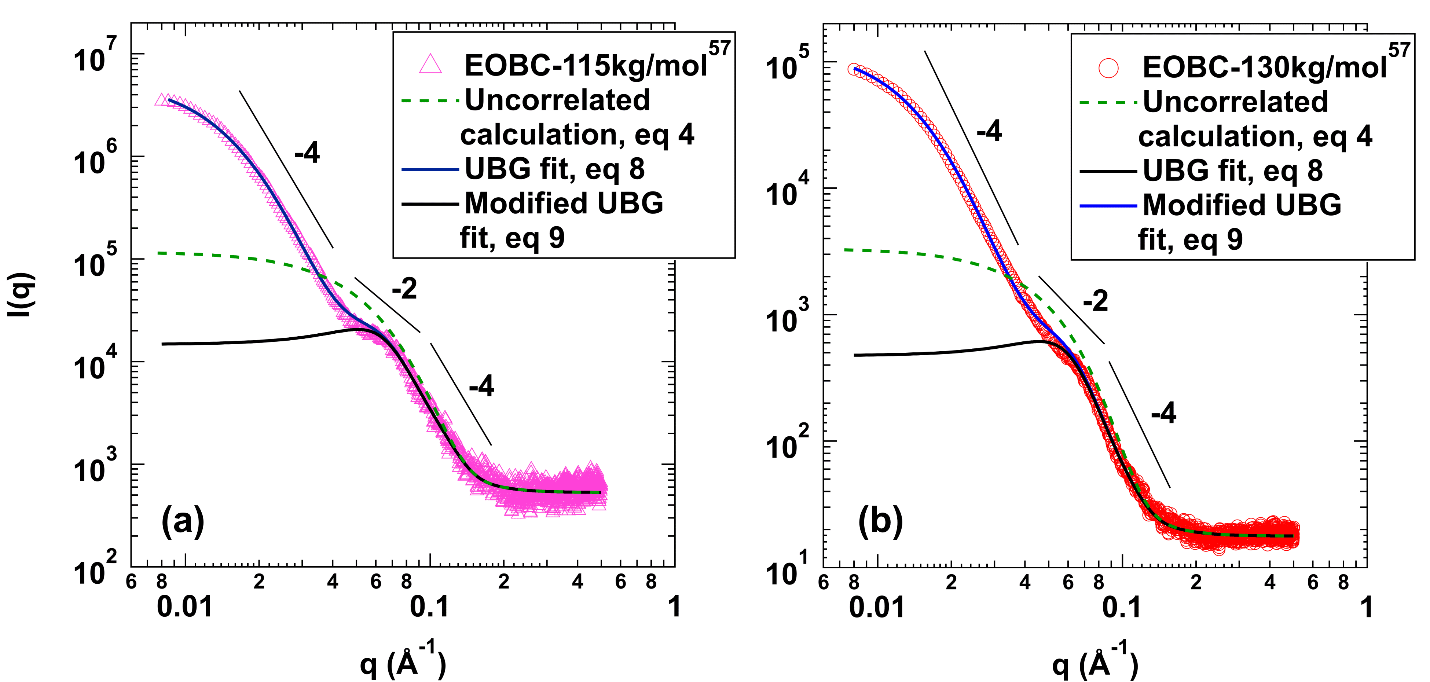 EOBC-115kg/mol57
Uncorrelated
calculation, eq 4
UBG fit, eq 8
Modified UBG
fit, eq 9
-4
-2
-4
(a)
I(q)
10^7
10^6
10^5
10^4
10^3
10^2
6 8 2 4 6 8 2 4 6 8
0.01 0.1 1
q (Å^-1)
EOBC-130kg/mol57
Uncorrelated
calculation, eq 4
UBG fit, eq 8
Modified UBG
fit, eq 9
-4
-2
-4
(b)
10^5
10^4
10^3
10^2
10^1
6 8 2 4 6 8 2 4 6 8
0.01 0.1 1
q (Å^-1)